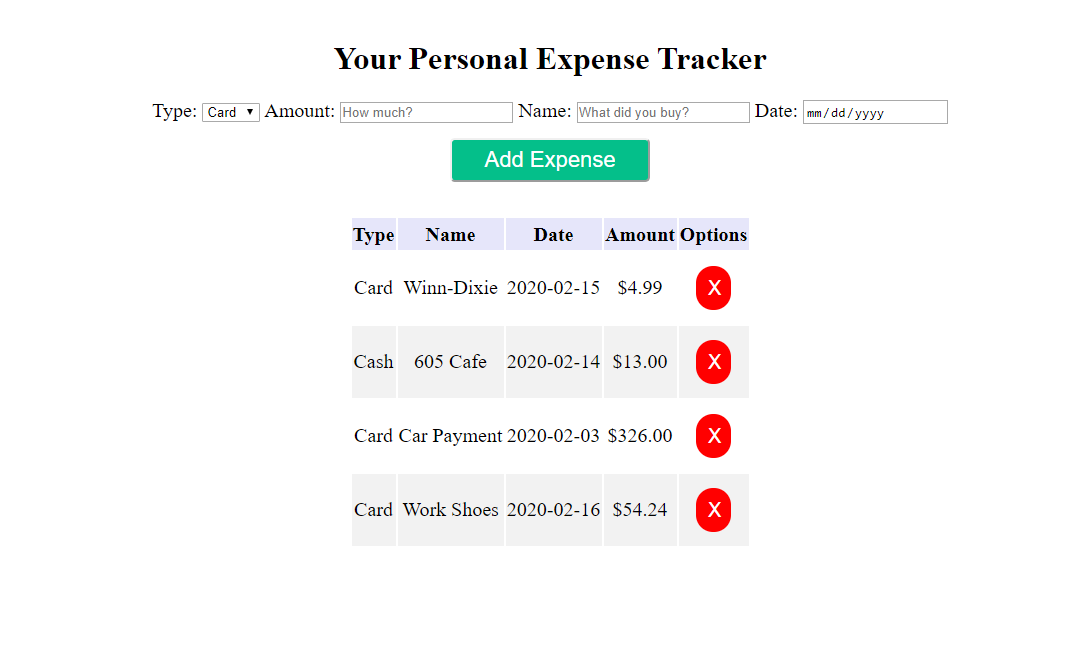 Your Personal Expense Tracker
Type: Card ▼ Amount: How much? Name: What did you buy? Date: mm/dd/yyyy
Add Expense
Type Name Date Amount Options
Card Winn-Dixie 2020-02-15 $4.99 X
Cash 605 Cafe 2020-02-14 $13.00 X
Card Car Payment 2020-02-03 $326.00 X
Card Work Shoes 2020-02-16 $54.24 X